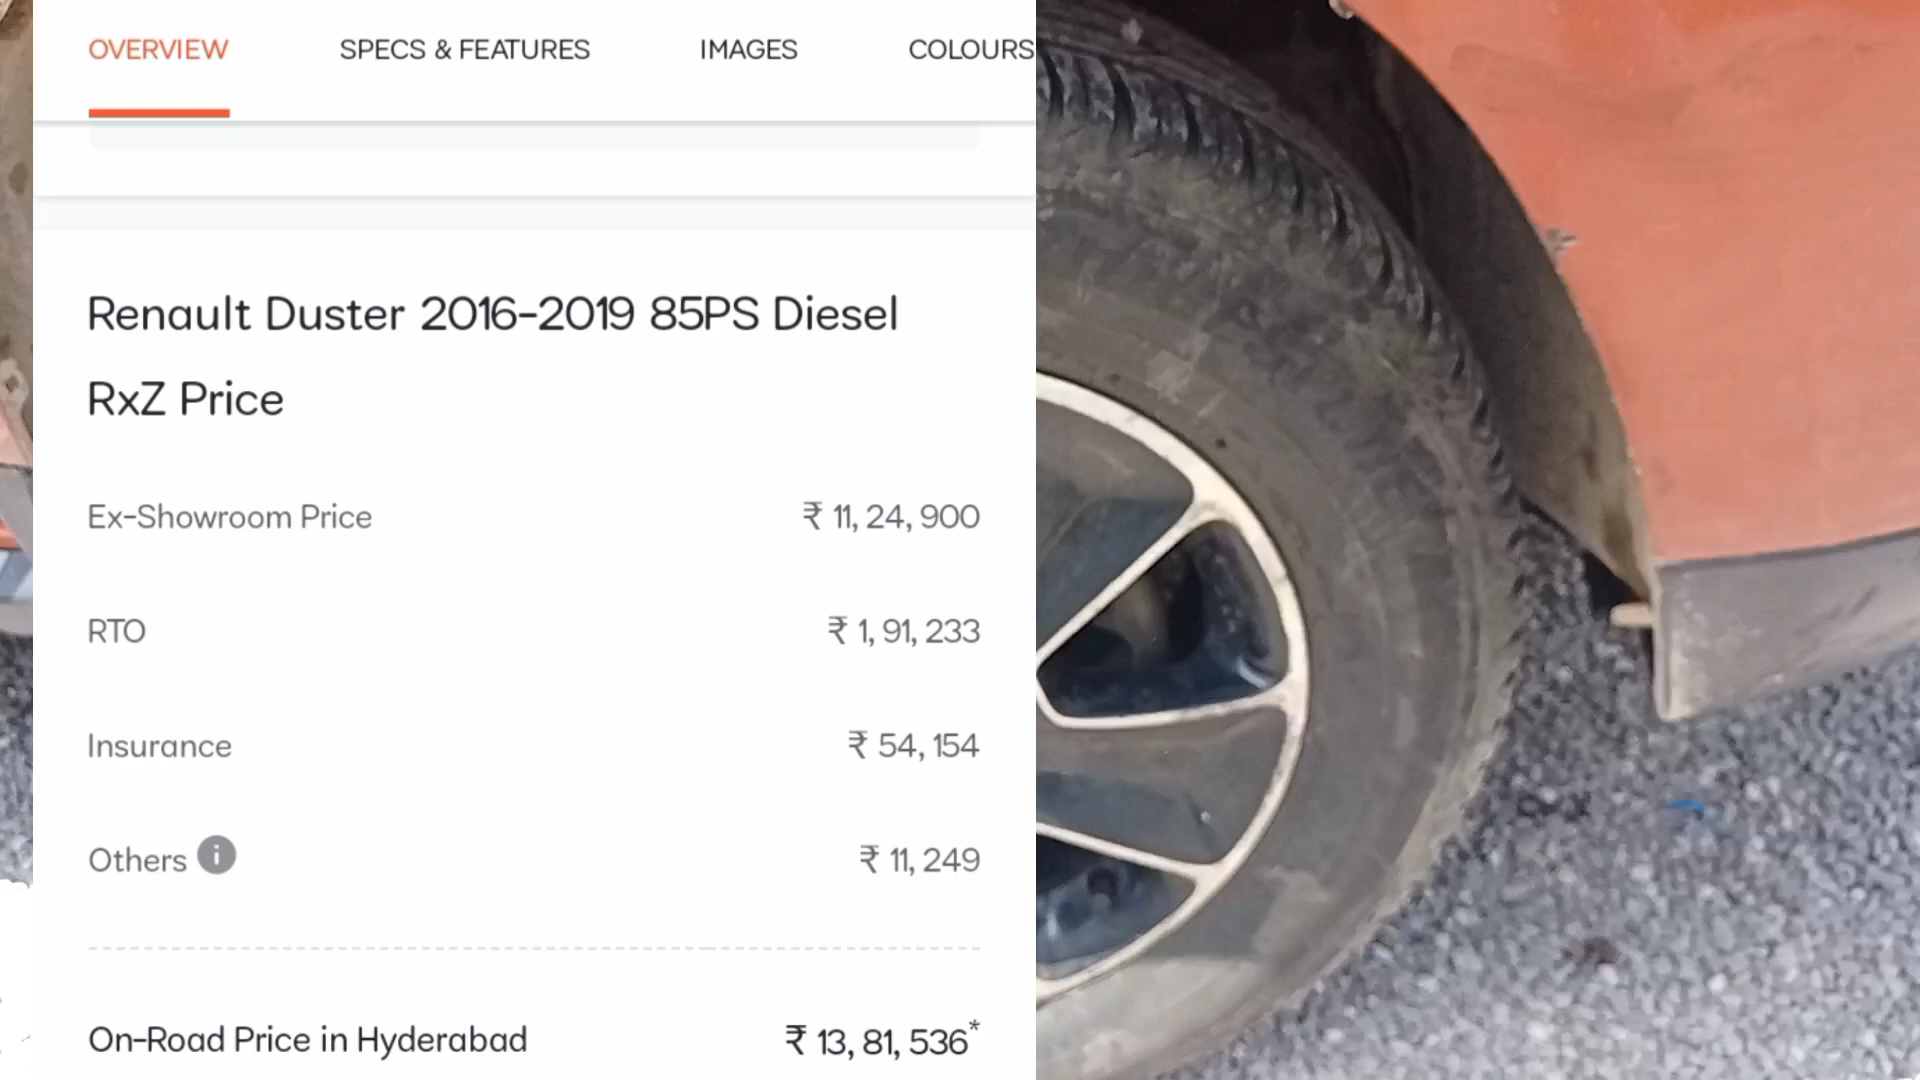 OVERVIEW SPECS & FEATURES IMAGES COLOURS
Renault Duster 2016-2019 85PS Diesel
RxZ Price
Ex-Showroom Price ₹ 11, 24, 900
RTO ₹ 1, 91, 233
Insurance ₹ 54, 154
Others i ₹ 11, 249
On-Road Price in Hyderabad ₹ 13, 81, 536*